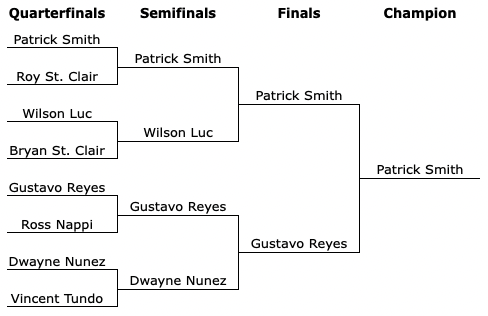 Quarterfinals Semifinals Finals Champion
Patrick Smith
Patrick Smith
Roy St. Clair
Patrick Smith
Wilson Luc
Wilson Luc
Bryan St. Clair
Patrick Smith
Gustavo Reyes
Gustavo Reyes
Ross Nappi
Gustavo Reyes
Dwayne Nunez
Dwayne Nunez
Vincent Tundo